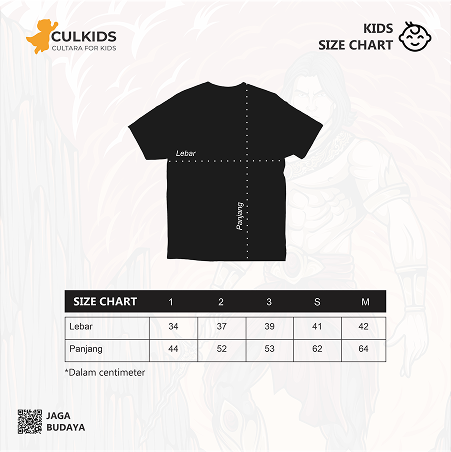 CULKIDS
CULTARA FOR KIDS
KIDS
SIZE CHART
Lebar
Panjang
SIZE CHART 1 2 3 S M
Lebar 34 37 39 41 42
Panjang 44 52 53 62 64
*Dalam centimeter
JAGA
BUDAYA